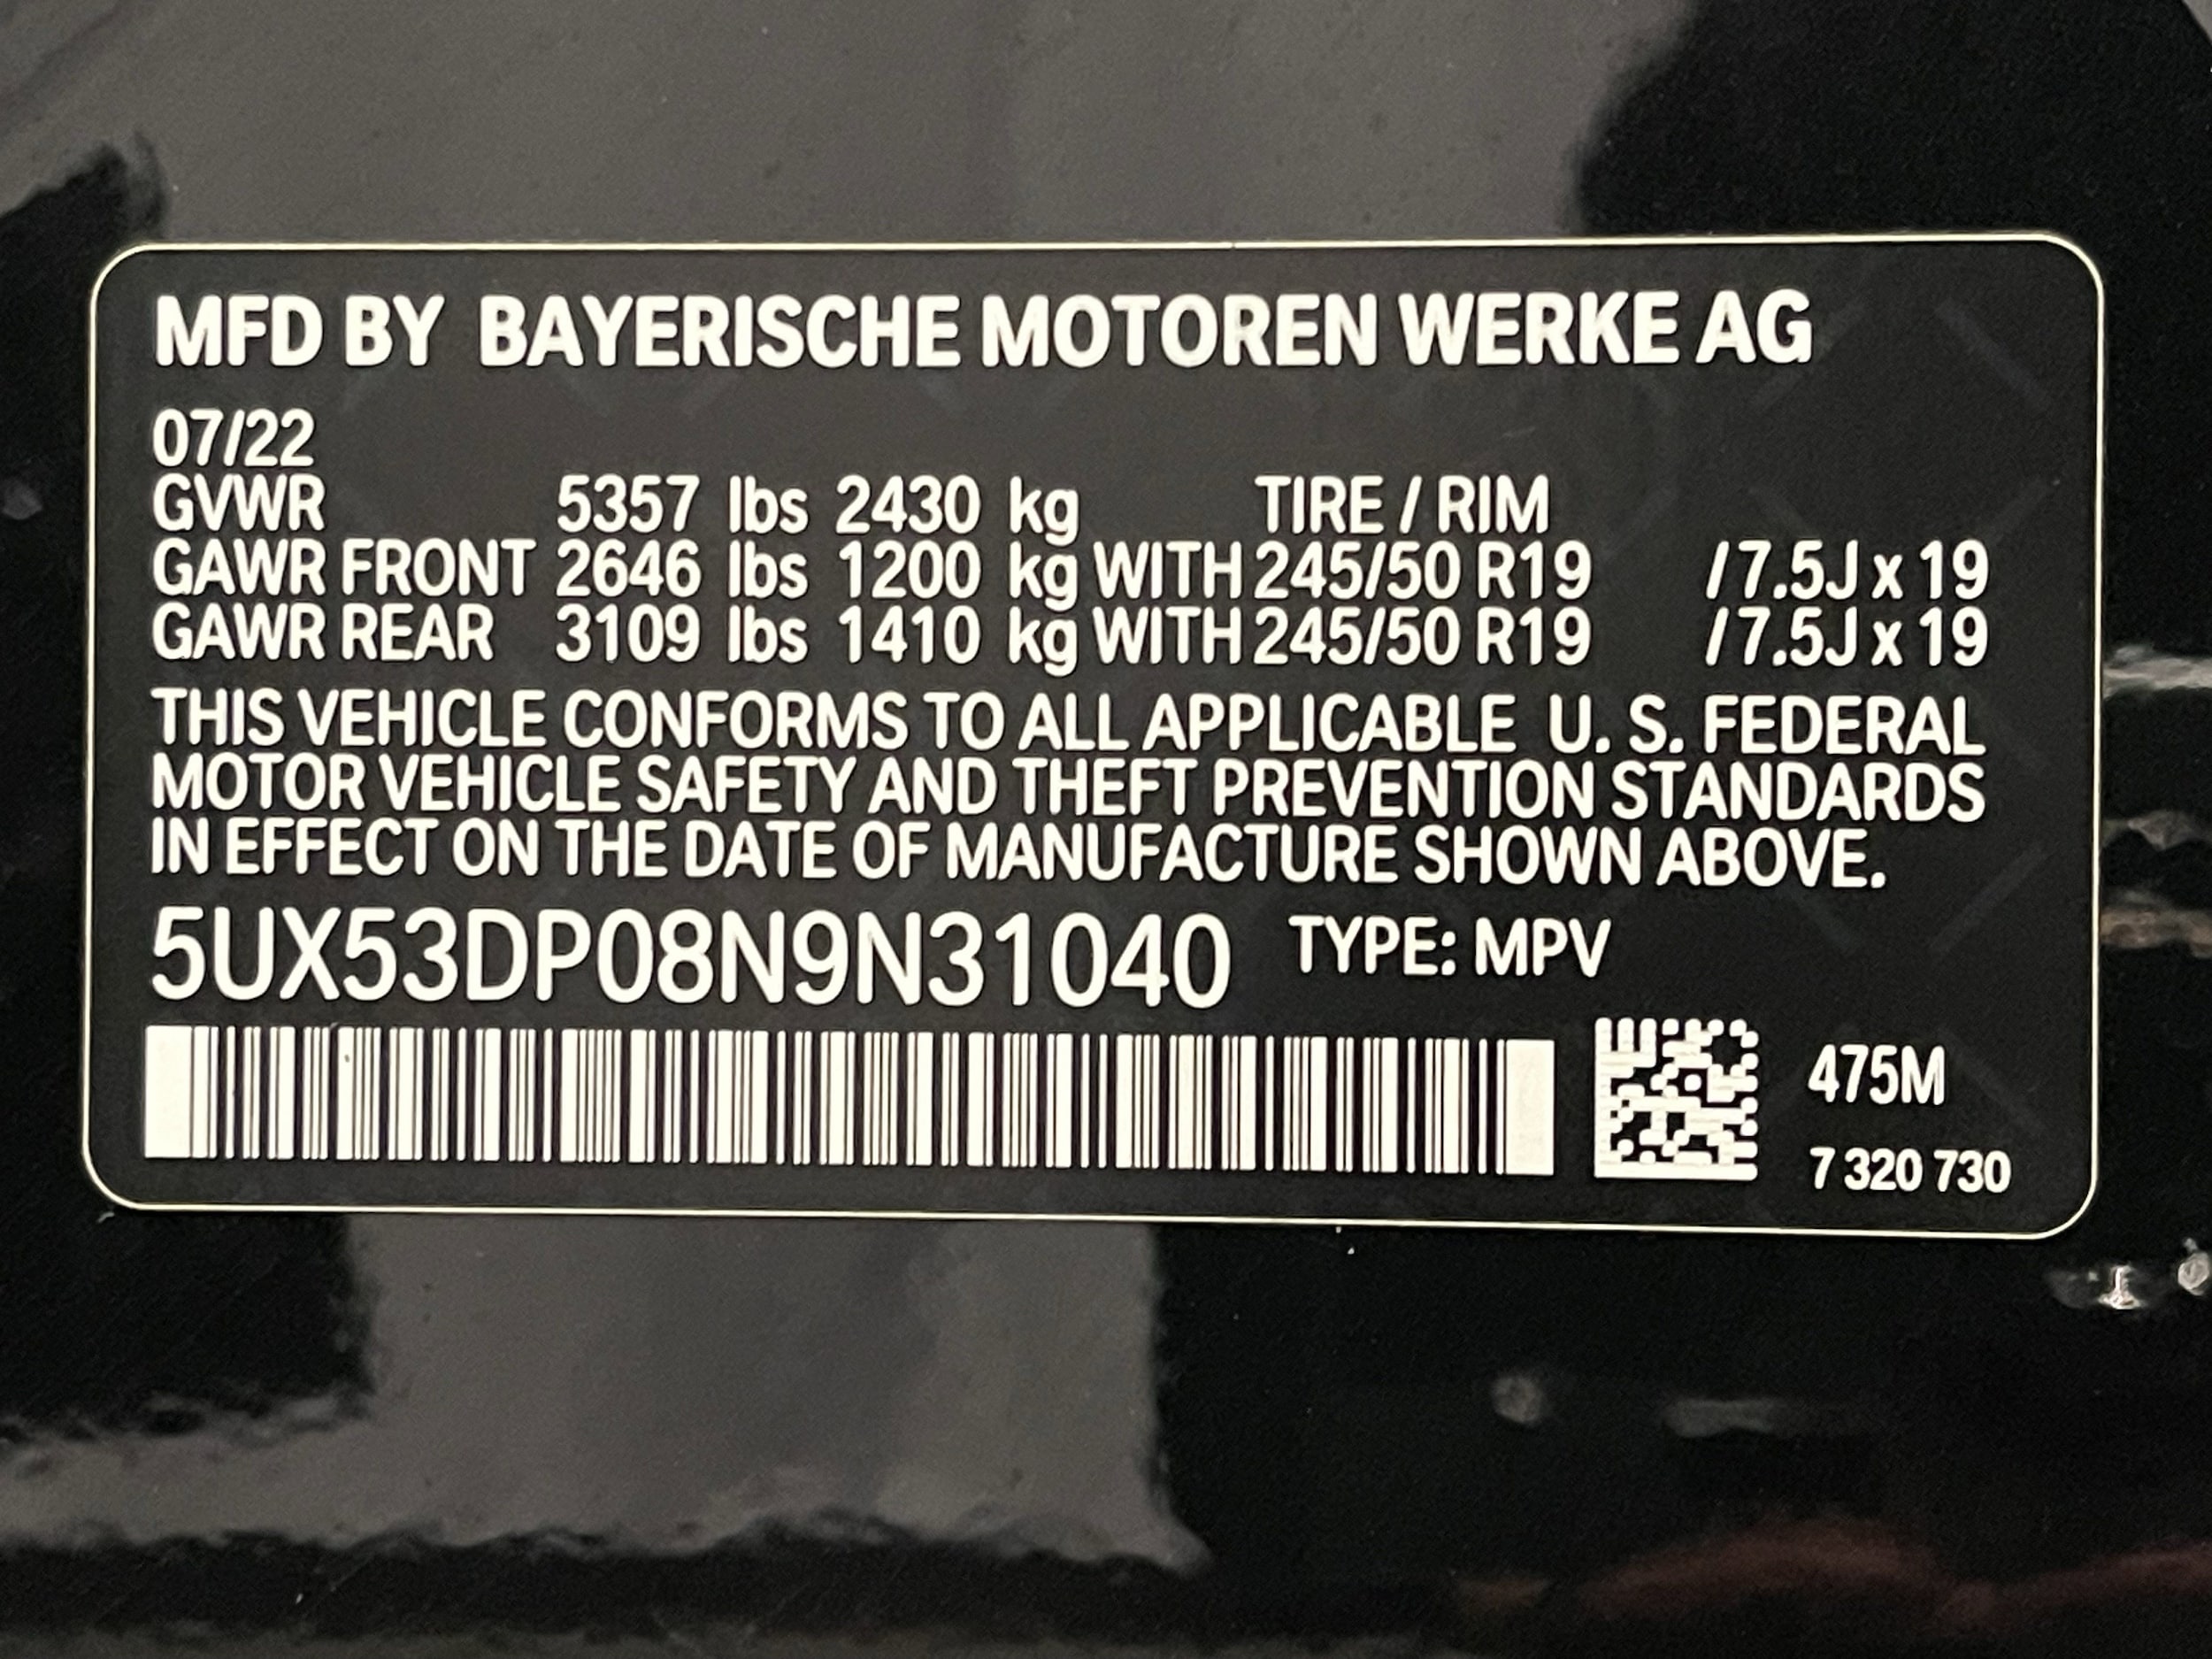 MFD BY BAYERISCHE MOTOREN WERKE AG
07/22
GVWR 5357 lbs 2430 kg TIRE / RIM
GAWR FRONT 2646 lbs 1200 kg WITH 245/50 R19 / 7.5J x 19
GAWR REAR 3109 lbs 1410 kg WITH 245/50 R19 / 7.5J x 19
THIS VEHICLE CONFORMS TO ALL APPLICABLE U. S. FEDERAL
MOTOR VEHICLE SAFETY AND THEFT PREVENTION STANDARDS
IN EFFECT ON THE DATE OF MANUFACTURE SHOWN ABOVE.
5UX53DP08N9N31040 TYPE: MPV
475M
7 320 730